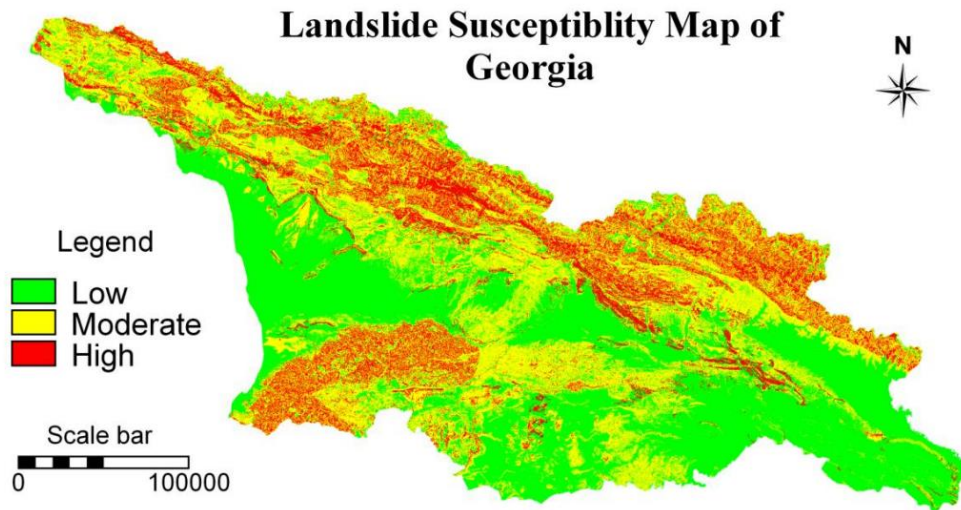 Landslide Susceptiblity Map of
Georgia
N
Legend
Low
Moderate
High
Scale bar
0 100000